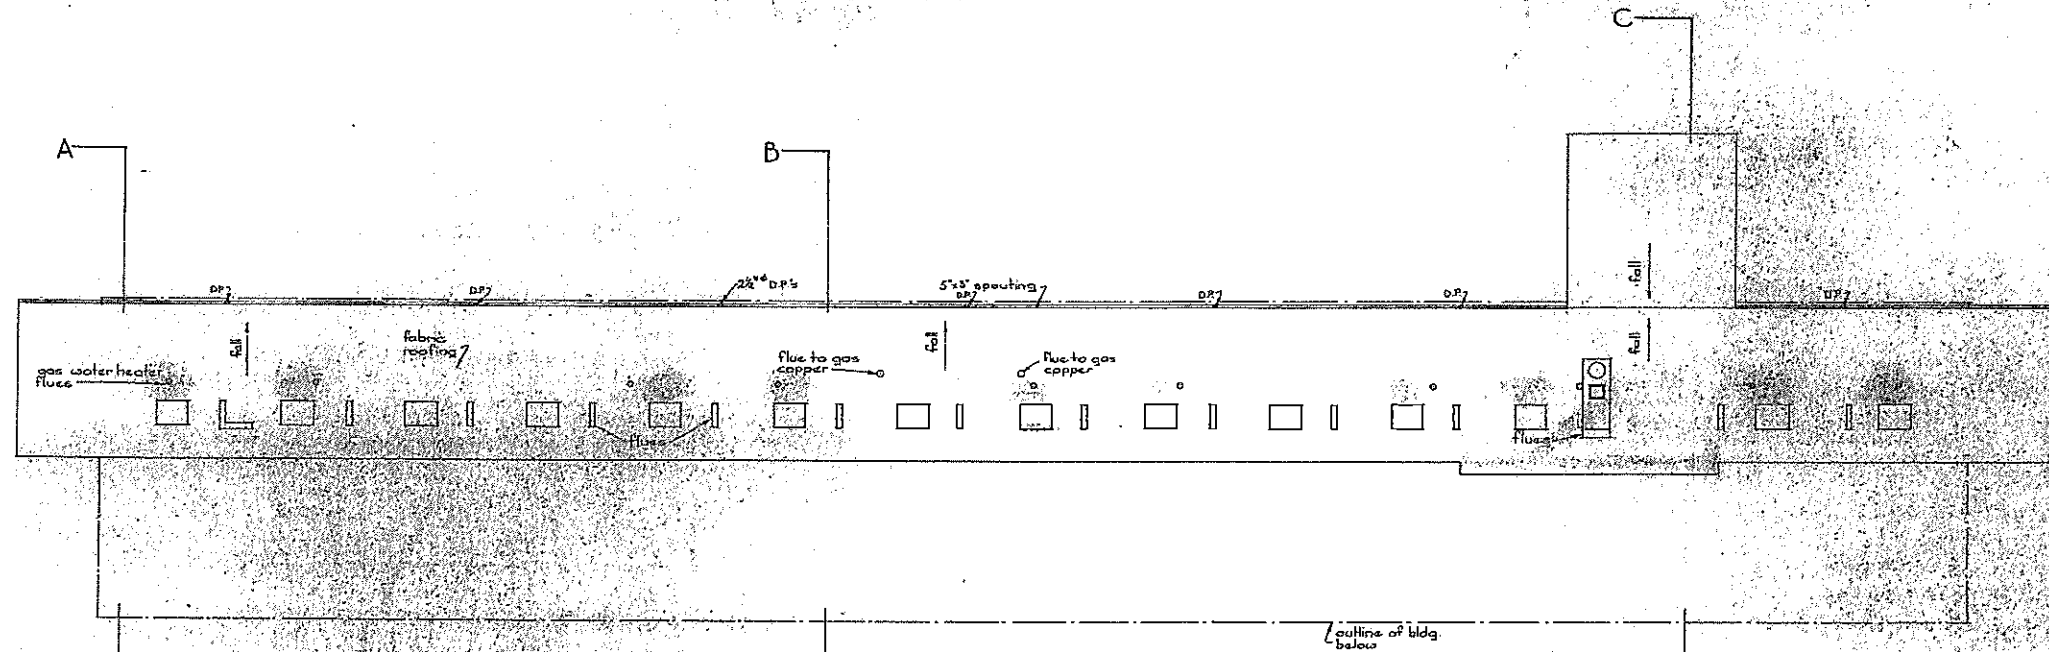 C
A
B
fall
D.P.
D.P.
2½"ø D.P.'s
5"x3" spouting
D.P.
D.P.
D.P.
D.P.
fall
fabric
roofing
fall
fall
flue to gas
copper
flue to gas
copper
gas water heater
flues
flues
flues
outline of bldg.
below